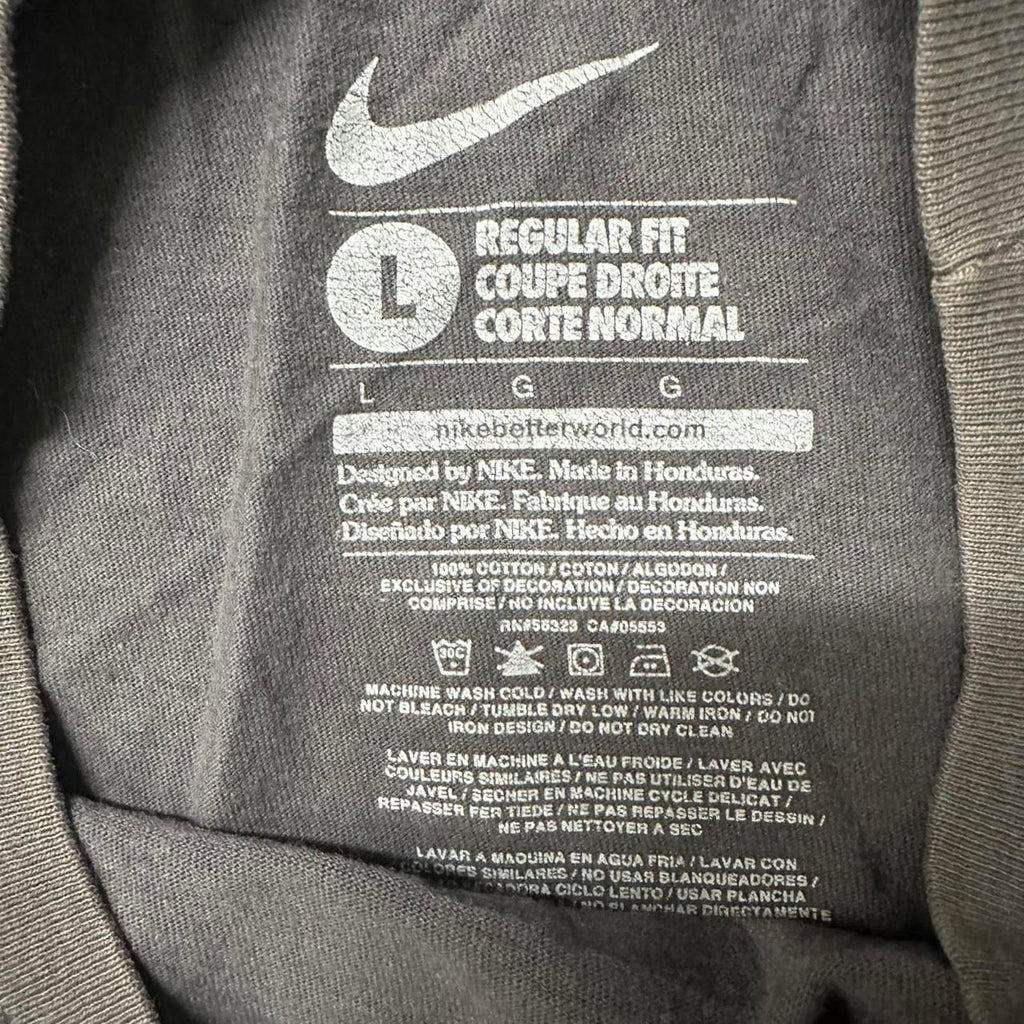 L
REGULAR FIT
COUPE DROITE
CORTE NORMAL
L G G
nikebetterworld.com
Designed by NIKE. Made in Honduras.
Crée par NIKE. Fabrique au Honduras.
Diseñado por NIKE. Hecho en Honduras.
100% COTTON / COTON / ALGODON /
EXCLUSIVE OF DECORATION / DECORATION NON
COMPRISE / NO INCLUYE LA DECORACION
RN#56323 CA#05553
30C
MACHINE WASH COLD / WASH WITH LIKE COLORS / DO
NOT BLEACH / TUMBLE DRY LOW / WARM IRON / DO NOT
IRON DESIGN / DO NOT DRY CLEAN
LAVER EN MACHINE A L'EAU FROIDE / LAVER AVEC
COULEURS SIMILAIRES / NE PAS UTILISER D'EAU DE
JAVEL / SECHER EN MACHINE CYCLE DELICAT /
REPASSER FER TIEDE / NE PAS REPASSER LE DESSIN /
NE PAS NETTOYER A SEC
LAVAR A MAQUINA EN AGUA FRIA / LAVAR CON
COLORES SIMILARES / NO USAR BLANQUEADORES /
CICLO LENTO / USAR PLANCHA
NO PLANCHAR DIRECTAMENTE